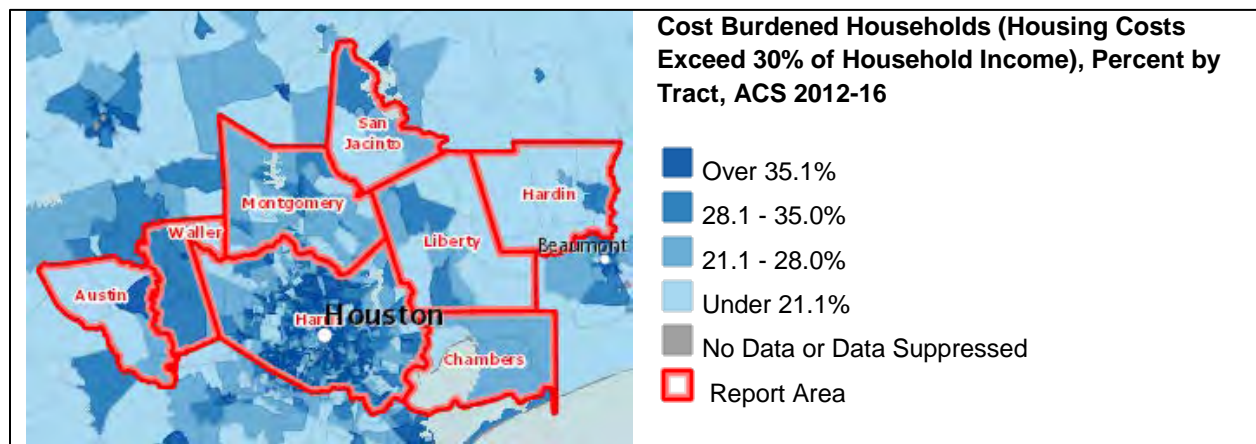 Cost Burdened Households (Housing Costs
Exceed 30% of Household Income), Percent by
Tract, ACS 2012-16
Over 35.1%
28.1 - 35.0%
21.1 - 28.0%
Under 21.1%
No Data or Data Suppressed
Report Area
San
Jacinto
Montgomery
Hardin
Waller
Liberty
Beaumont
Austin
Houston
Chambers